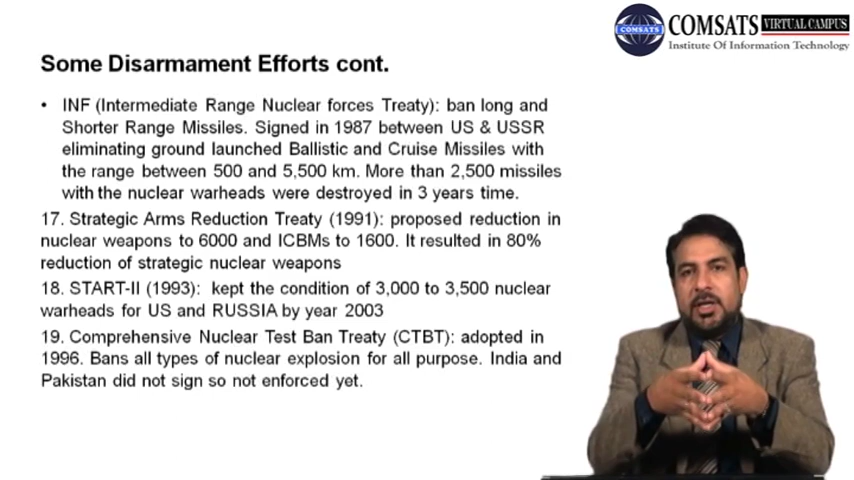 COMSATS
COMSATS VIRTUAL CAMPUS
Institute Of Information Technology
Some Disarmament Efforts cont.
• INF (Intermediate Range Nuclear forces Treaty): ban long and
Shorter Range Missiles. Signed in 1987 between US & USSR
eliminating ground launched Ballistic and Cruise Missiles with
the range between 500 and 5,500 km. More than 2,500 missiles
with the nuclear warheads were destroyed in 3 years time.
17. Strategic Arms Reduction Treaty (1991): proposed reduction in
nuclear weapons to 6000 and ICBMs to 1600. It resulted in 80%
reduction of strategic nuclear weapons
18. START-II (1993): kept the condition of 3,000 to 3,500 nuclear
warheads for US and RUSSIA by year 2003
19. Comprehensive Nuclear Test Ban Treaty (CTBT): adopted in
1996. Bans all types of nuclear explosion for all purpose. India and
Pakistan did not sign so not enforced yet.